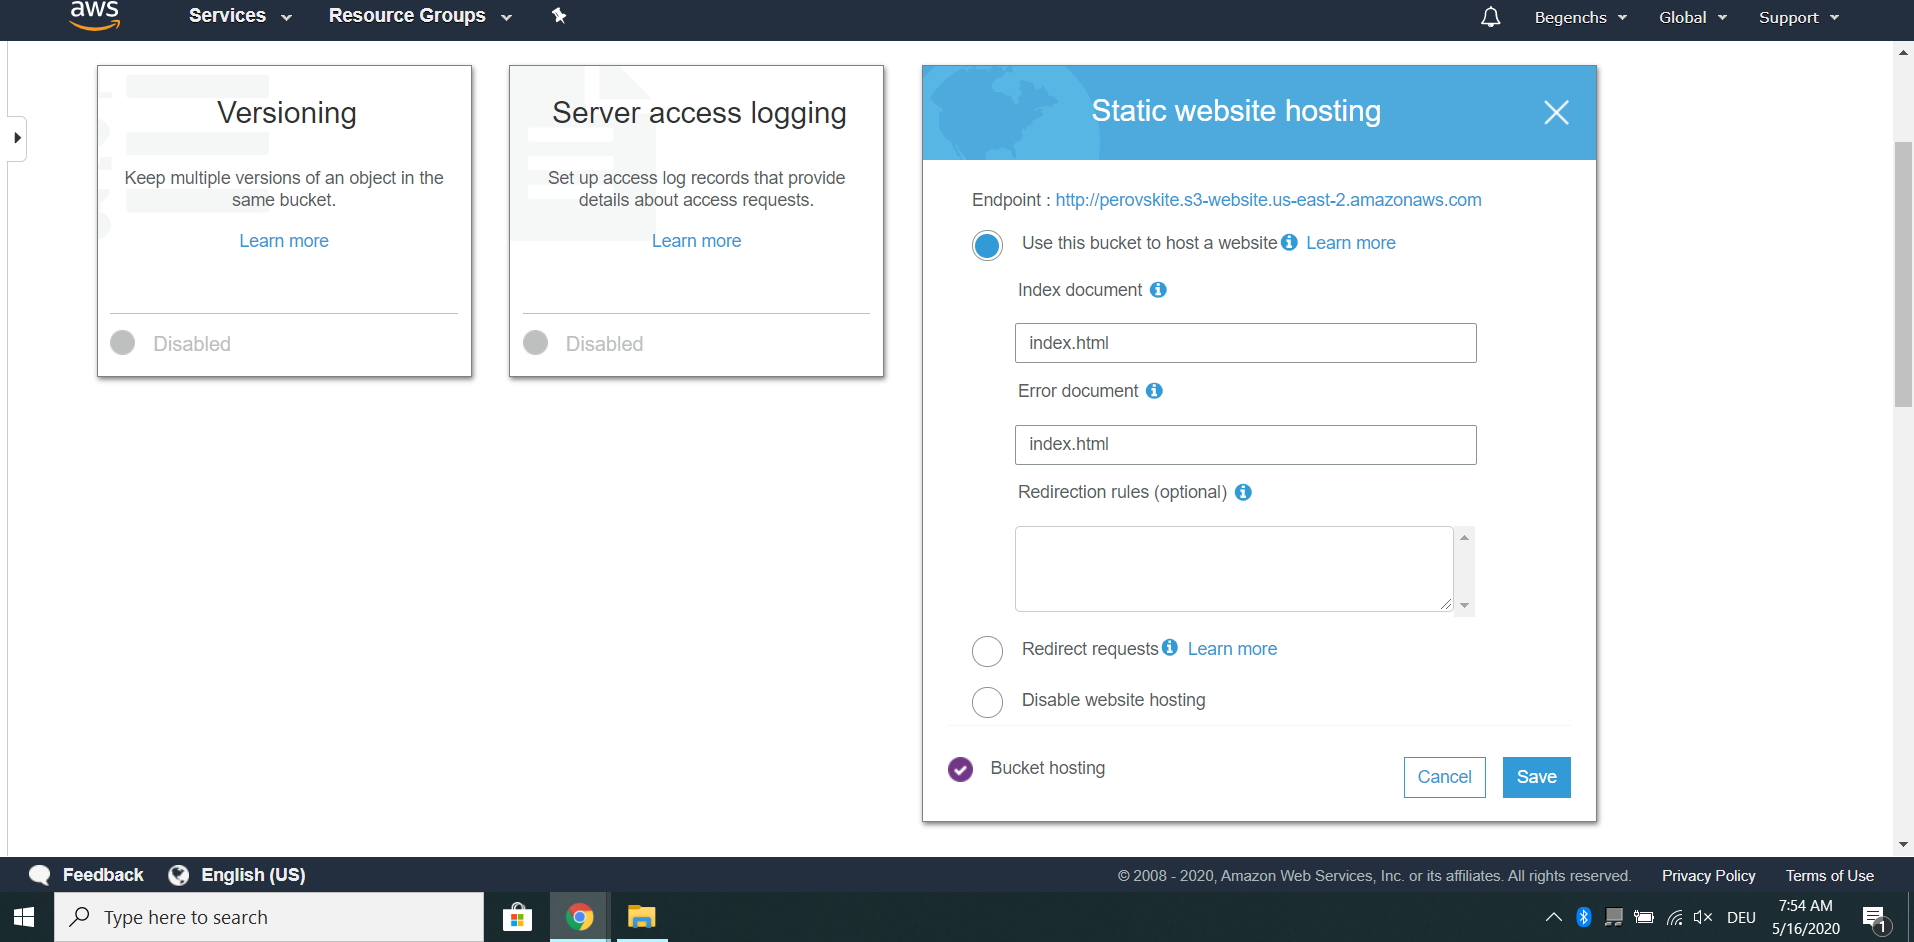 aws
Services
Resource Groups
Begenchs
Global
Support
Versioning
Keep multiple versions of an object in the
same bucket.
Learn more
Disabled
Server access logging
Set up access log records that provide
details about access requests.
Learn more
Disabled
Static website hosting
Endpoint : http://perovskite.s3-website.us-east-2.amazonaws.com
Use this bucket to host a website Learn more
Index document
index.html
Error document
index.html
Redirection rules (optional)
Redirect requests Learn more
Disable website hosting
Bucket hosting
Cancel
Save
Feedback
English (US)
© 2008 - 2020, Amazon Web Services, Inc. or its affiliates. All rights reserved.
Privacy Policy
Terms of Use
Type here to search
DEU
7:54 AM
5/16/2020
1